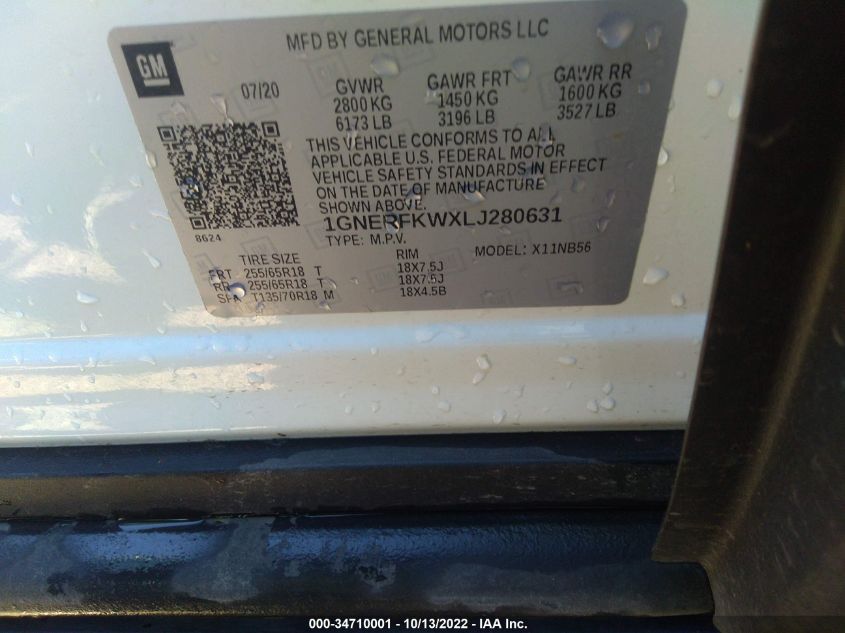 MFD BY GENERAL MOTORS LLC
GM
07/20 GVWR GAWR FRT GAWR RR
2800 KG 1450 KG 1600 KG
6173 LB 3196 LB 3527 LB
THIS VEHICLE CONFORMS TO ALL
APPLICABLE U.S. FEDERAL MOTOR
VEHICLE SAFETY STANDARDS IN EFFECT
ON THE DATE OF MANUFACTURE
SHOWN ABOVE.
1GNERFKWXLJ280631
8624
TYPE: M.P.V. MODEL: X11NB56
TIRE SIZE RIM
FRT 255/65R18 T 18X7.5J
RR 255/65R18 T 18X7.5J
SPA T135/70R18 M 18X4.5B
000-34710001 - 10/13/2022 - IAA Inc.